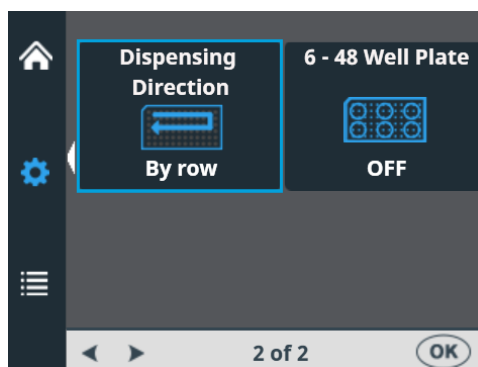 Dispensing
Direction
By row
6 - 48 Well Plate
OFF
2 of 2
OK